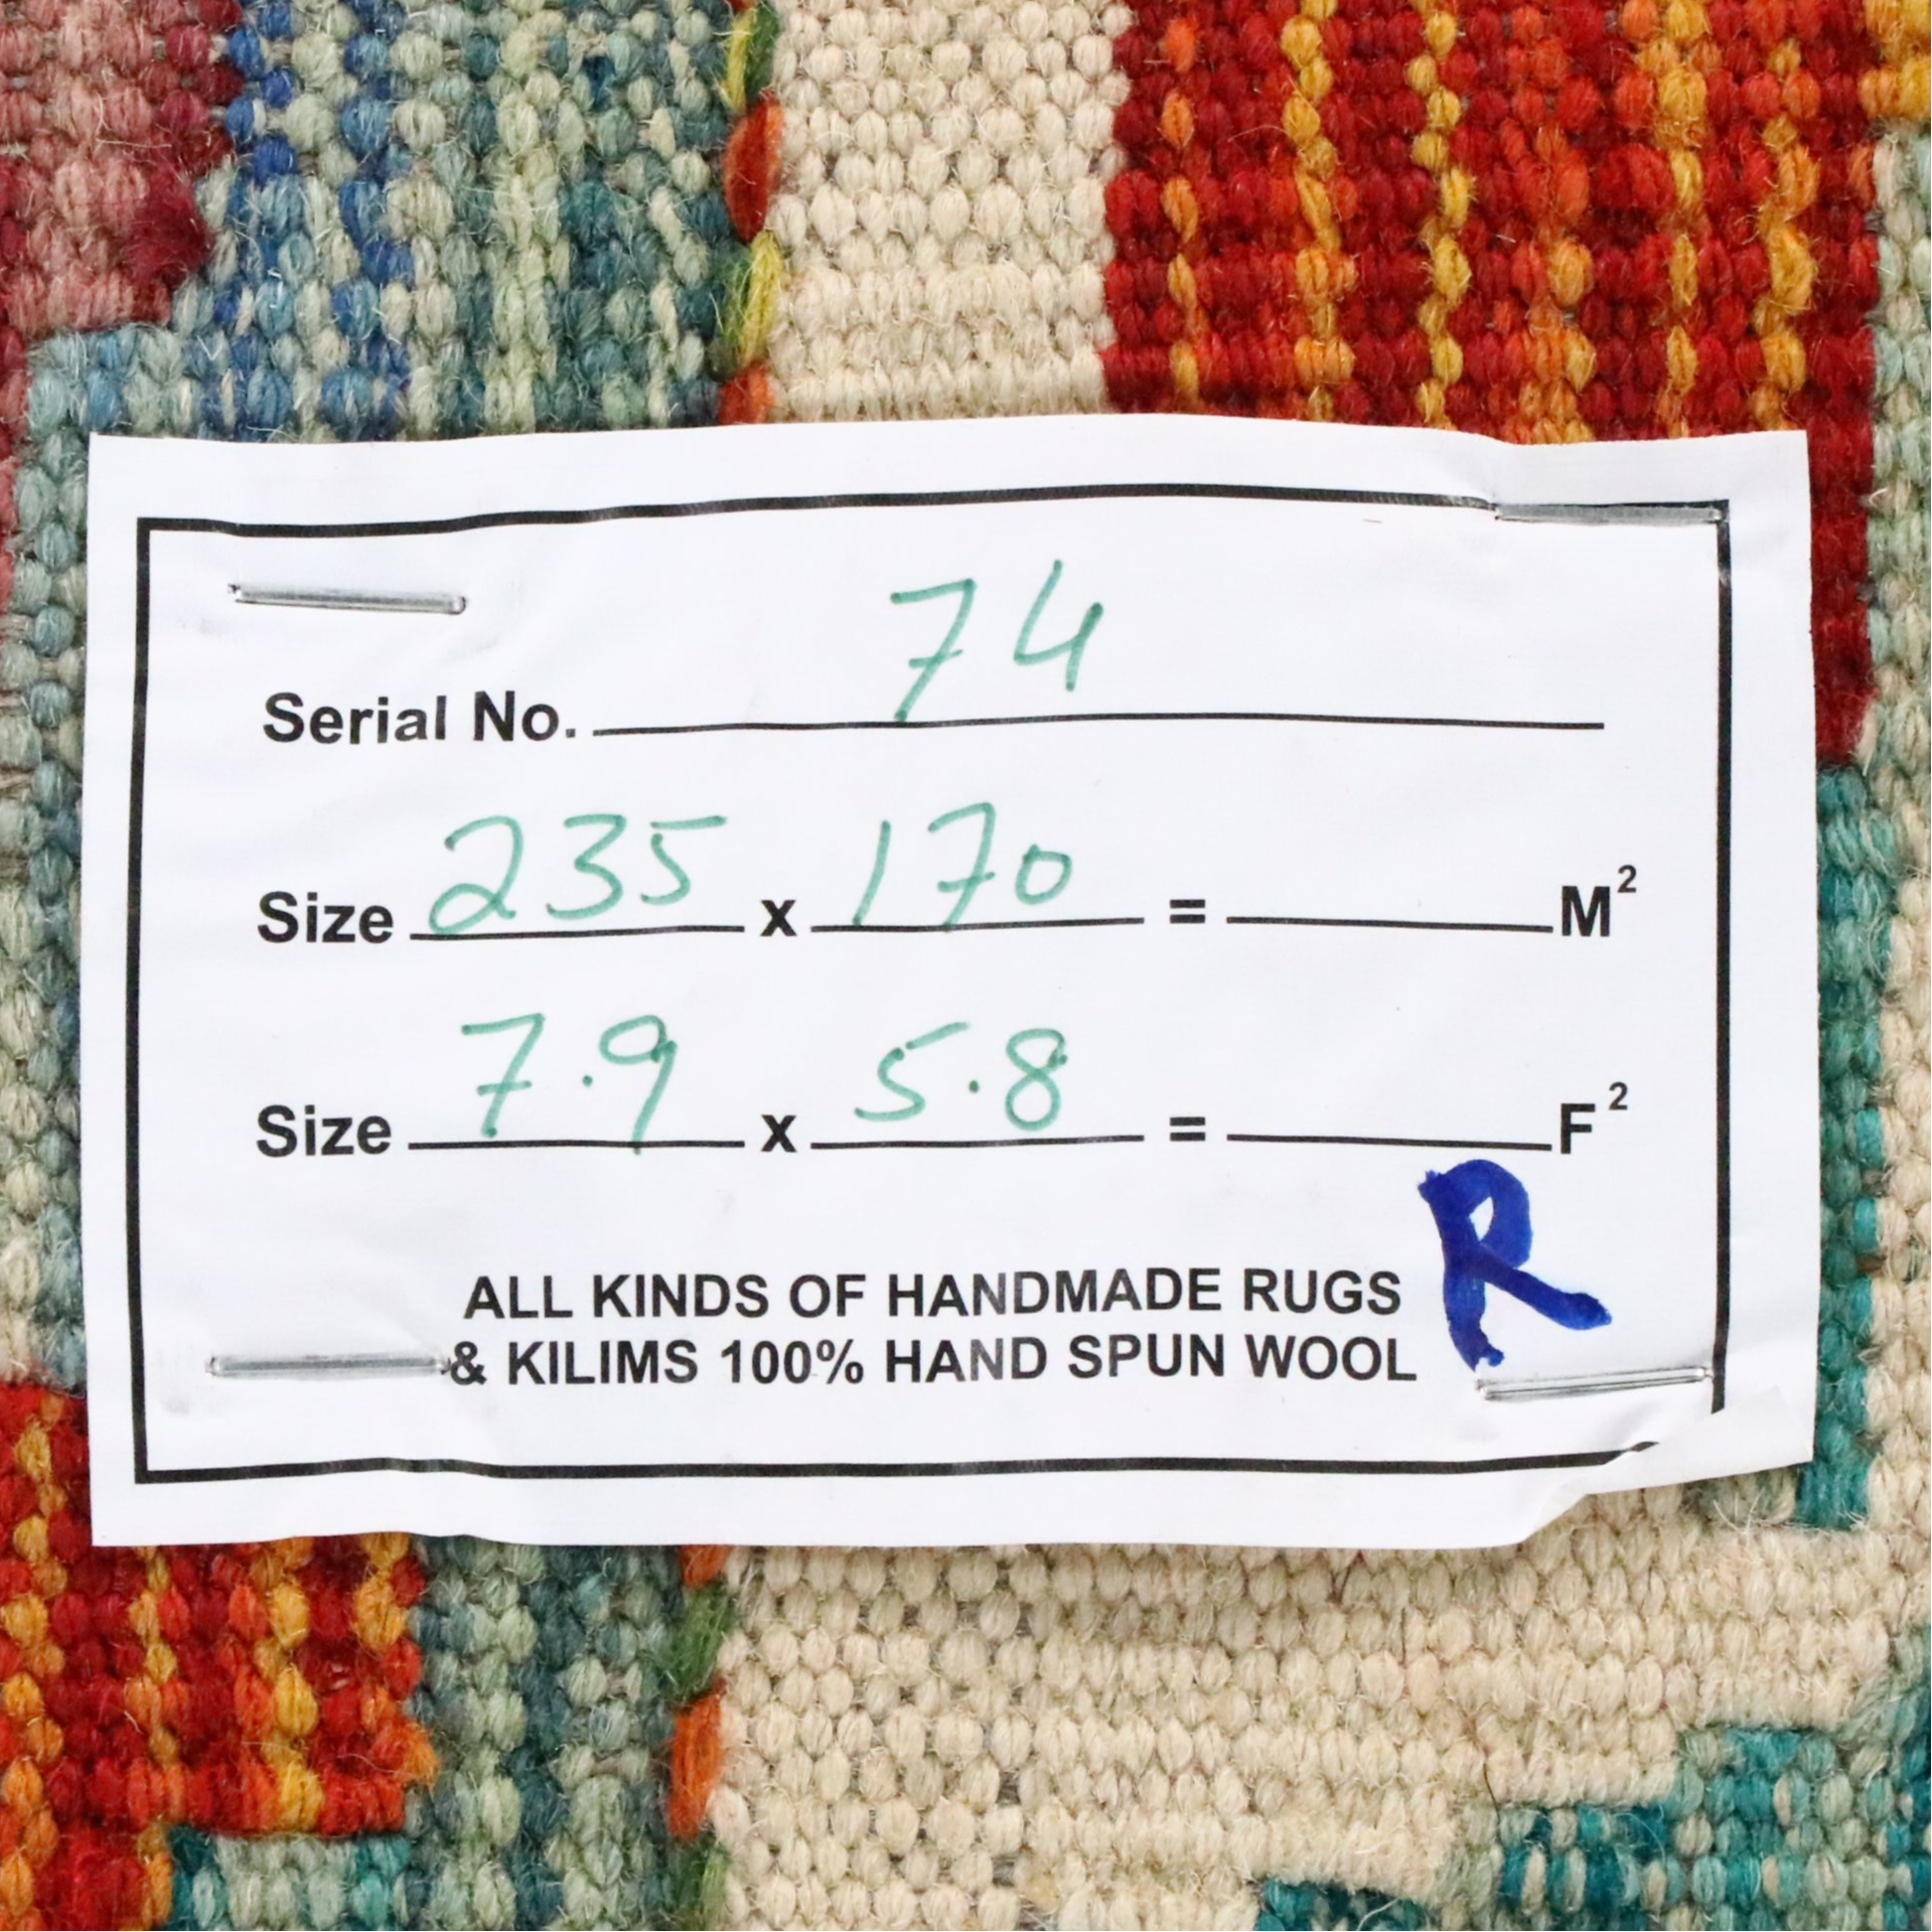 Serial No. 74
Size 235 x 170 = M²
Size 7.9 x 5.8 = F²
R
ALL KINDS OF HANDMADE RUGS
& KILIMS 100% HAND SPUN WOOL